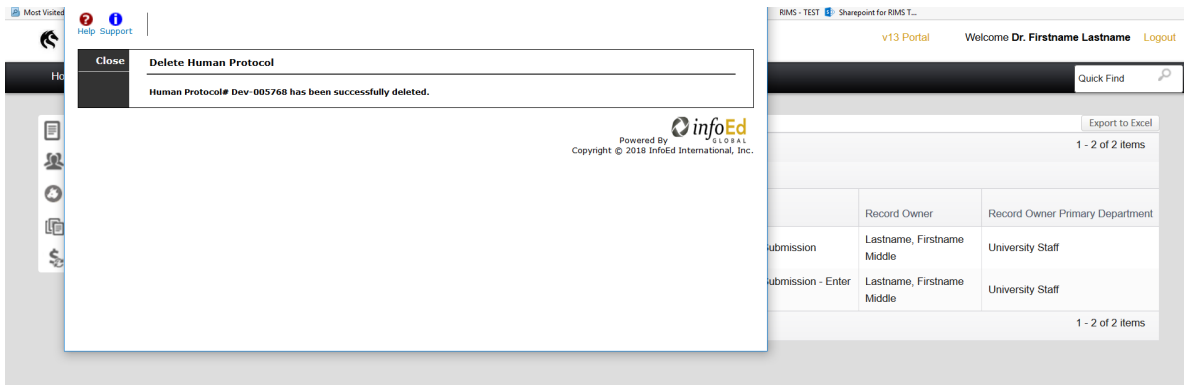 Most Visited
RIMS - TEST Sharepoint for RIMS T...
Help Support
v13 Portal Welcome Dr. Firstname Lastname Logout
Close Delete Human Protocol
Ho
Quick Find
Human Protocol# Dev-005768 has been successfully deleted.
Export to Excel
infoEd
Powered By GLOBAL
Copyright © 2018 InfoEd International, Inc.
1 - 2 of 2 items
Record Owner Record Owner Primary Department
ubmission Lastname, Firstname Middle University Staff
ubmission - Enter Lastname, Firstname Middle University Staff
1 - 2 of 2 items